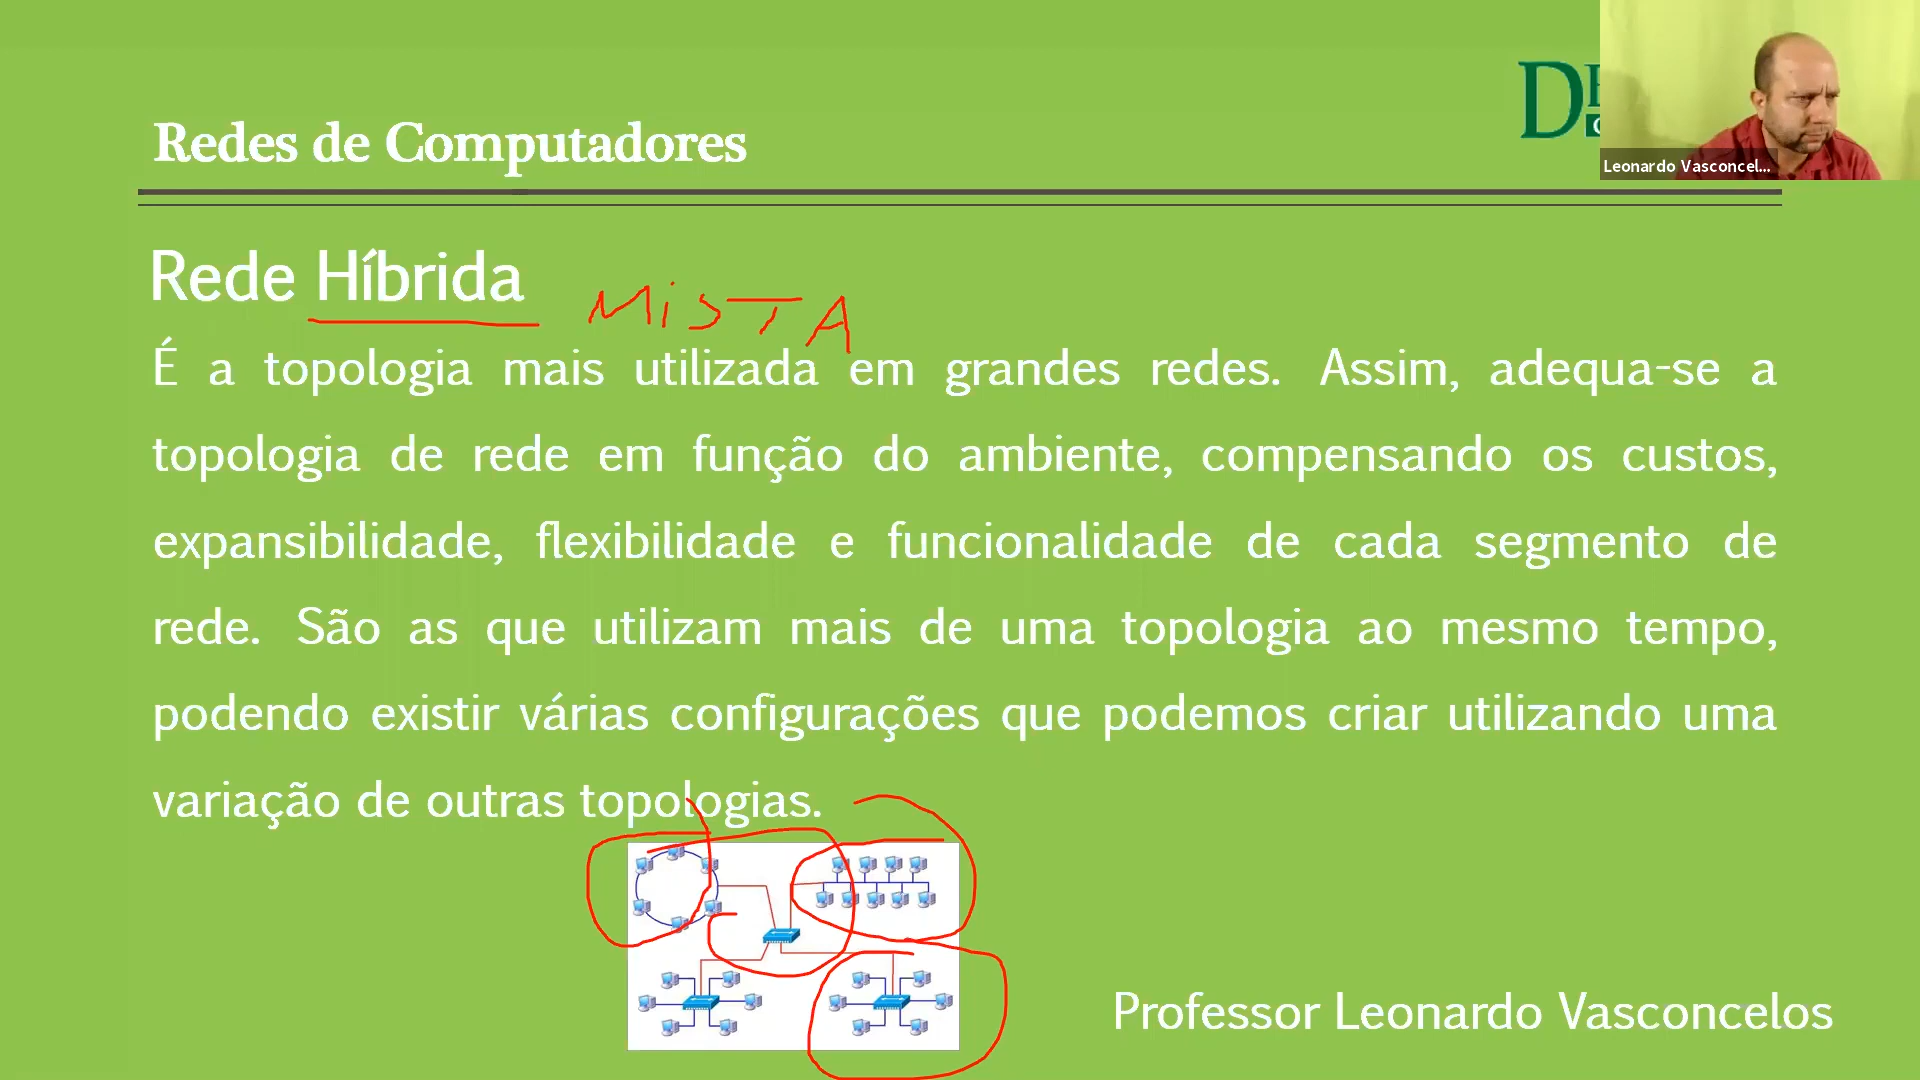 Redes de Computadores
Leonardo Vasconcel...
Rede Híbrida
MiSTA
É a topologia mais utilizada em grandes redes. Assim, adequa-se a
topologia de rede em função do ambiente, compensando os custos,
expansibilidade, flexibilidade e funcionalidade de cada segmento de
rede. São as que utilizam mais de uma topologia ao mesmo tempo,
podendo existir várias configurações que podemos criar utilizando uma
variação de outras topologias.
Professor Leonardo Vasconcelos